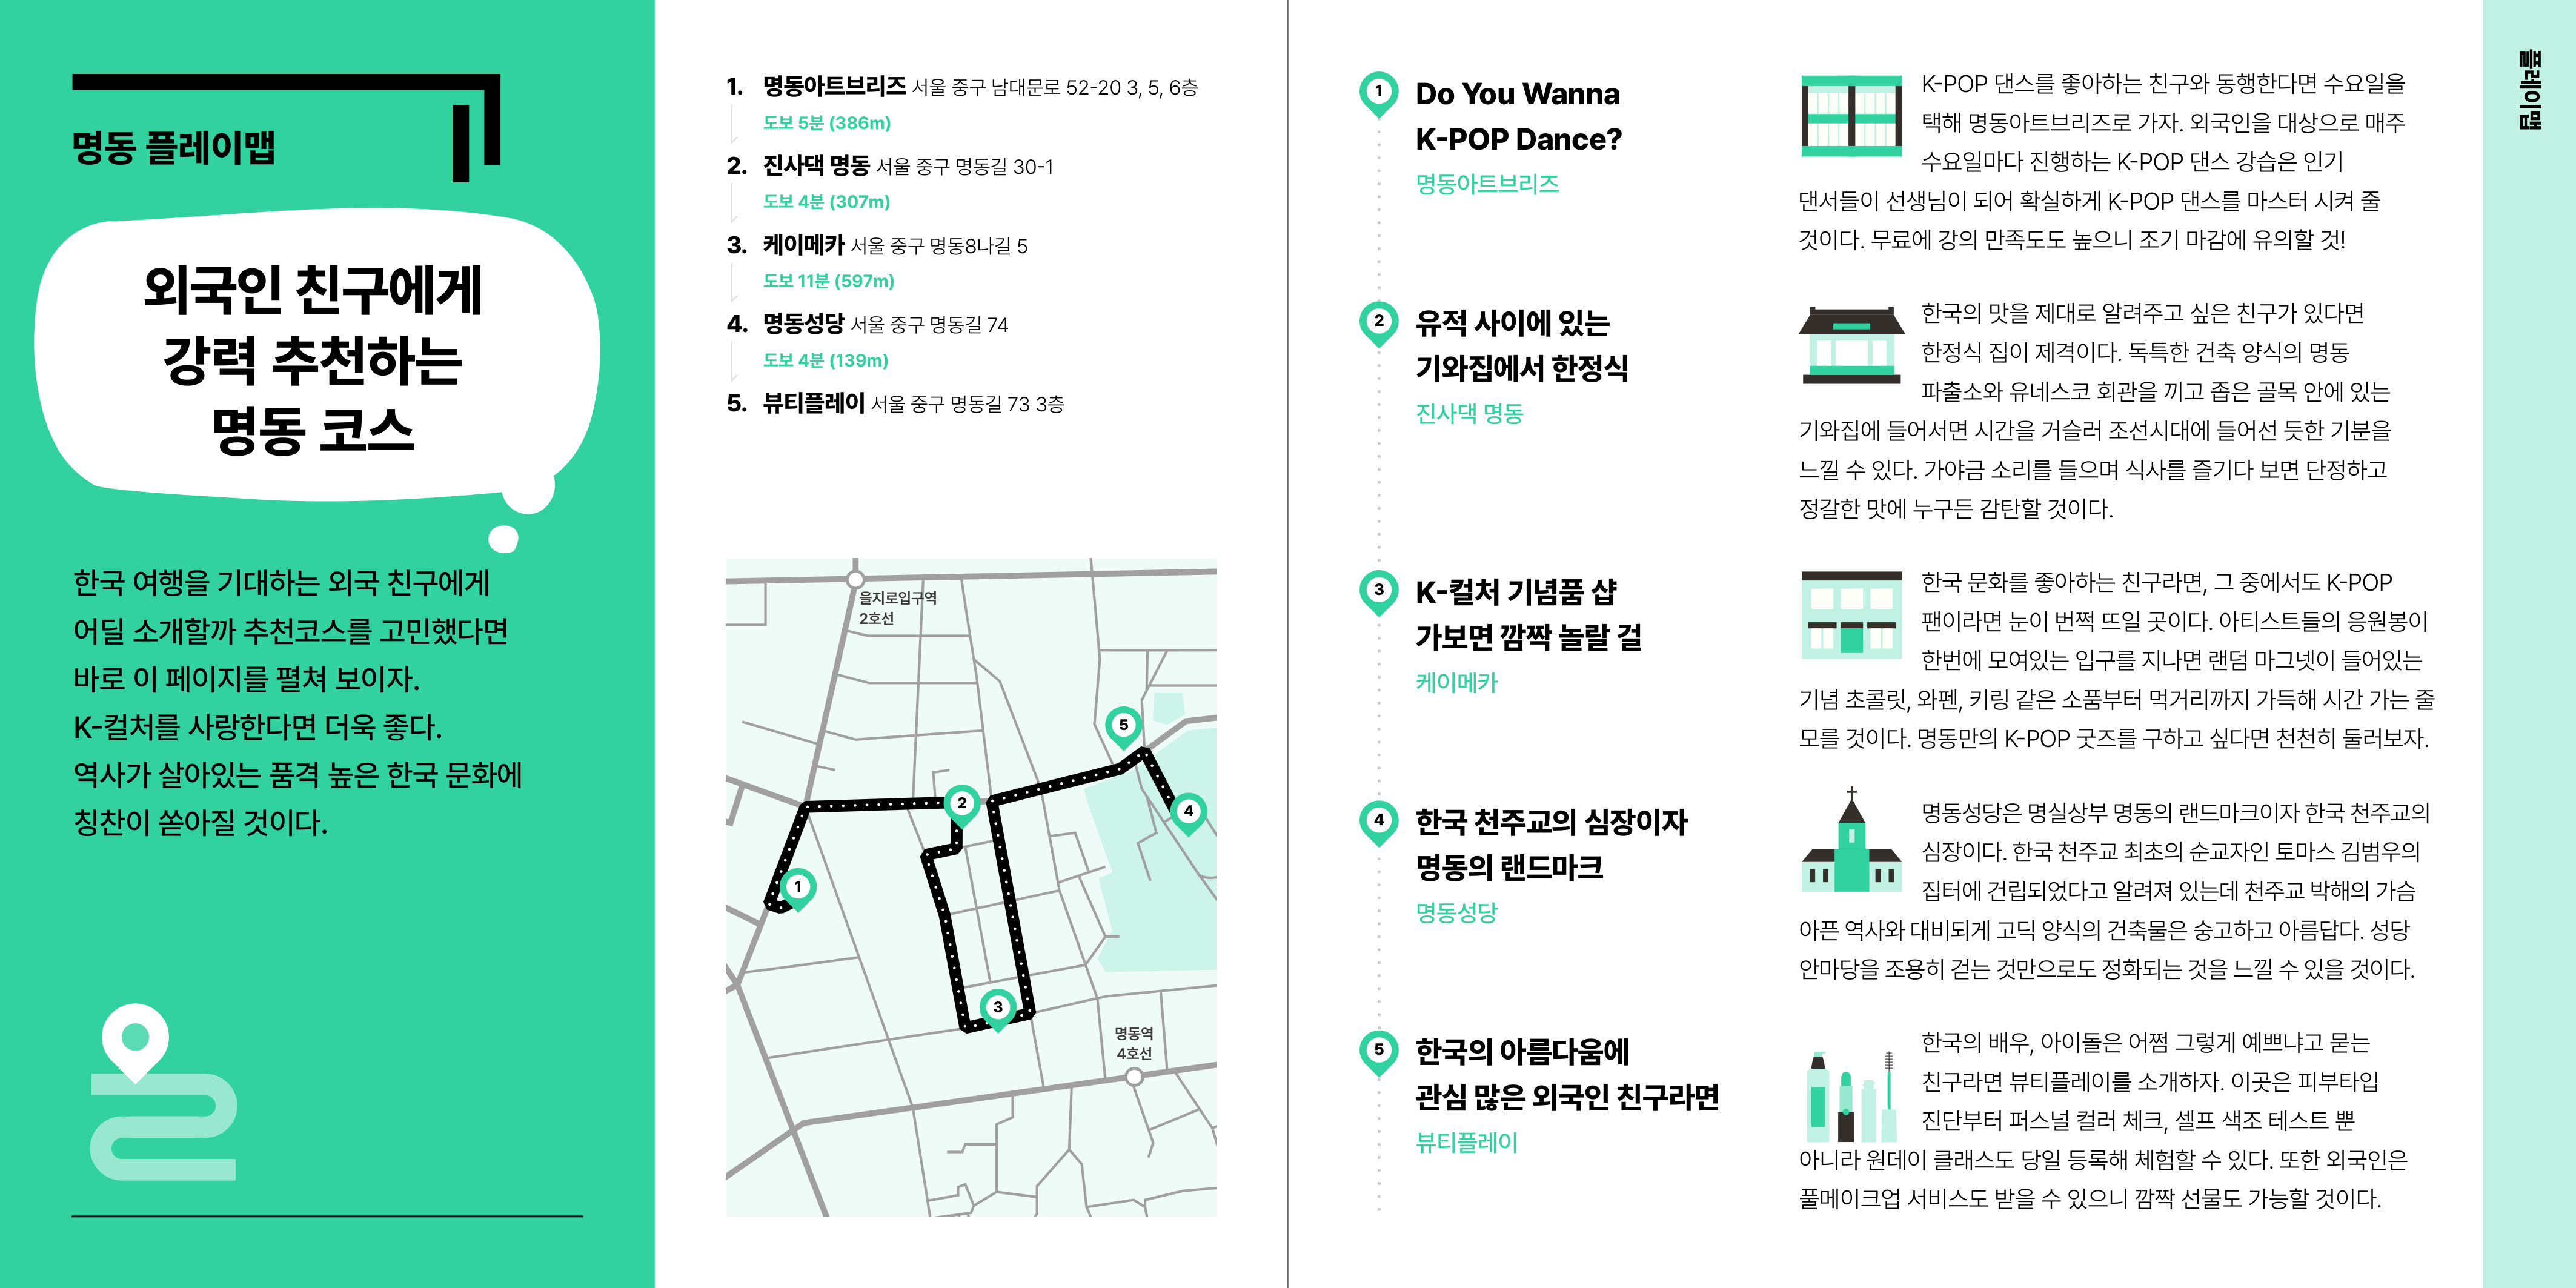 명동 플레이맵
외국인 친구에게
강력 추천하는
명동 코스
한국 여행을 기대하는 외국 친구에게
어딜 소개할까 추천코스를 고민했다면
바로 이 페이지를 펼쳐 보이자.
K-컬처를 사랑한다면 더욱 좋다.
역사가 살아있는 품격 높은 한국 문화에
칭찬이 쏟아질 것이다.
1. 명동아트브리즈 서울 중구 남대문로 52-20 3, 5, 6층
도보 5분 (386m)
2. 진사댁 명동 서울 중구 명동길 30-1
도보 4분 (307m)
3. 케이메카 서울 중구 명동8나길 5
도보 11분 (597m)
4. 명동성당 서울 중구 명동길 74
도보 4분 (139m)
5. 뷰티플레이 서울 중구 명동길 73 3층
을지로입구역
2호선
5
2
4
1
3
명동역
4호선
1 Do You Wanna
K-POP Dance?
명동아트브리즈
K-POP 댄스를 좋아하는 친구와 동행한다면 수요일을
택해 명동아트브리즈로 가자. 외국인을 대상으로 매주
수요일마다 진행하는 K-POP 댄스 강습은 인기
댄서들이 선생님이 되어 확실하게 K-POP 댄스를 마스터 시켜 줄
것이다. 무료에 강의 만족도도 높으니 조기 마감에 유의할 것!
2 유적 사이에 있는
기와집에서 한정식
진사댁 명동
한국의 맛을 제대로 알려주고 싶은 친구가 있다면
한정식 집이 제격이다. 독특한 건축 양식의 명동
파출소와 유네스코 회관을 끼고 좁은 골목 안에 있는
기와집에 들어서면 시간을 거슬러 조선시대에 들어선 듯한 기분을
느낄 수 있다. 가야금 소리를 들으며 식사를 즐기다 보면 단정하고
정갈한 맛에 누구든 감탄할 것이다.
3 K-컬처 기념품 샵
가보면 깜짝 놀랄 걸
케이메카
한국 문화를 좋아하는 친구라면, 그 중에서도 K-POP
팬이라면 눈이 번쩍 뜨일 곳이다. 아티스트들의 응원봉이
한번에 모여있는 입구를 지나면 랜덤 마그넷이 들어있는
기념 초콜릿, 와펜, 키링 같은 소품부터 먹거리까지 가득해 시간 가는 줄
모를 것이다. 명동만의 K-POP 굿즈를 구하고 싶다면 천천히 둘러보자.
4 한국 천주교의 심장이자
명동의 랜드마크
명동성당
명동성당은 명실상부 명동의 랜드마크이자 한국 천주교의
심장이다. 한국 천주교 최초의 순교자인 토마스 김범우의
집터에 건립되었다고 알려져 있는데 천주교 박해의 가슴
아픈 역사와 대비되게 고딕 양식의 건축물은 숭고하고 아름답다. 성당
안마당을 조용히 걷는 것만으로도 정화되는 것을 느낄 수 있을 것이다.
5 한국의 아름다움에
관심 많은 외국인 친구라면
뷰티플레이
한국의 배우, 아이돌은 어쩜 그렇게 예쁘냐고 묻는
친구라면 뷰티플레이를 소개하자. 이곳은 피부타입
진단부터 퍼스널 컬러 체크, 셀프 색조 테스트 뿐
아니라 원데이 클래스도 당일 등록해 체험할 수 있다. 또한 외국인은
풀메이크업 서비스도 받을 수 있으니 깜짝 선물도 가능할 것이다.
플레이맵